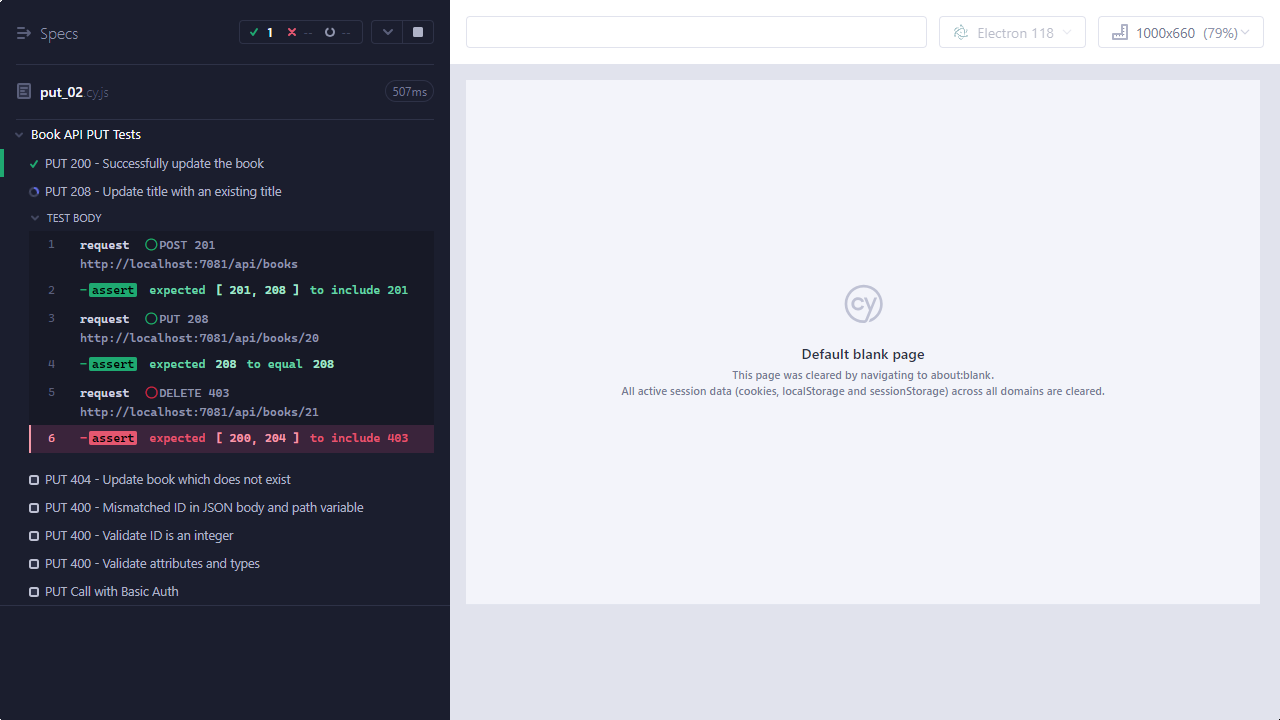 Specs
1
--
--
Electron 118
1000x660 (79%)
put_02.cy.js
507ms
Book API PUT Tests
PUT 200 - Successfully update the book
PUT 208 - Update title with an existing title
TEST BODY
1 request POST 201
http://localhost:7081/api/books
2 -assert expected [ 201, 208 ] to include 201
3 request PUT 208
http://localhost:7081/api/books/20
4 -assert expected 208 to equal 208
5 request DELETE 403
http://localhost:7081/api/books/21
6 -assert expected [ 200, 204 ] to include 403
PUT 404 - Update book which does not exist
PUT 400 - Mismatched ID in JSON body and path variable
PUT 400 - Validate ID is an integer
PUT 400 - Validate attributes and types
PUT Call with Basic Auth
cy
Default blank page
This page was cleared by navigating to about:blank.
All active session data (cookies, localStorage and sessionStorage) across all domains are cleared.